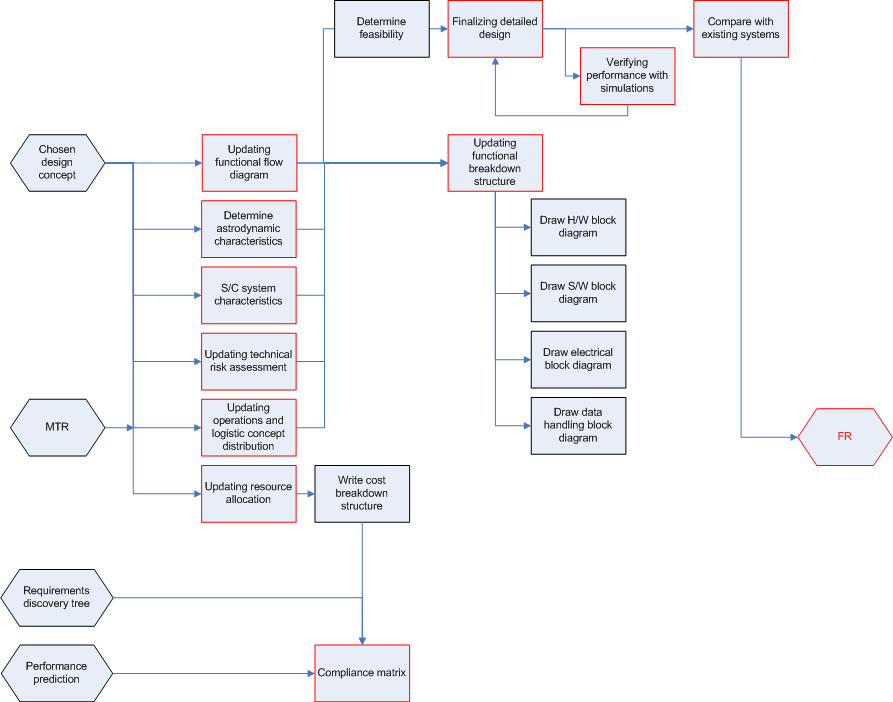 Determine
feasibility
Finalizing detailed
design
Compare with
existing systems
Verifying
performance with
simulations
Chosen
design
concept
Updating
functional flow
diagram
Updating
functional
breakdown
structure
Determine
astrodynamic
characteristics
Draw H/W block
diagram
S/C system
characteristics
Draw S/W block
diagram
Updating technical
risk assessment
Draw electrical
block diagram
MTR
Updating
operations and
logistic concept
distribution
Draw data
handling block
diagram
FR
Updating resource
allocation
Write cost
breakdown
structure
Requirements
discovery tree
Performance
prediction
Compliance matrix